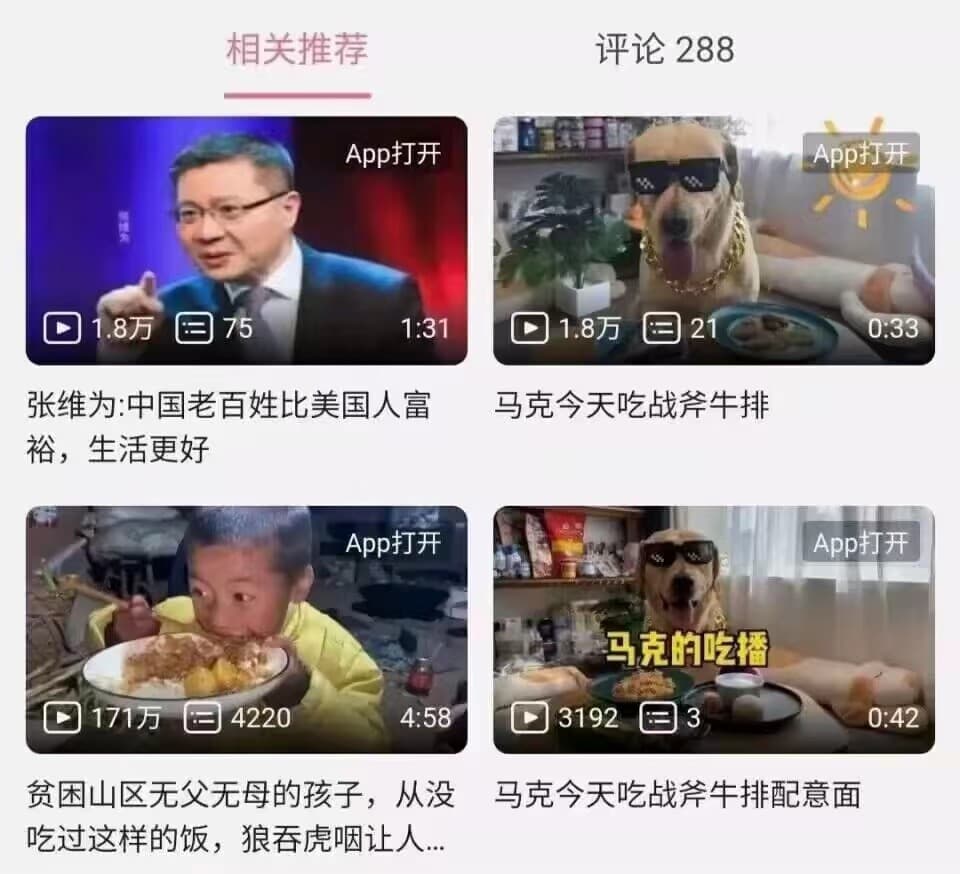 相关推荐
评论 288
App打开
张维为
1.8万
75
1:31
App打开
1.8万
21
0:33
张维为:中国老百姓比美国人富
裕，生活更好
马克今天吃战斧牛排
App打开
171万
4220
4:58
App打开
马克的吃播
3192
3
0:42
贫困山区无父无母的孩子，从没
吃过这样的饭，狼吞虎咽让人...
马克今天吃战斧牛排配意面